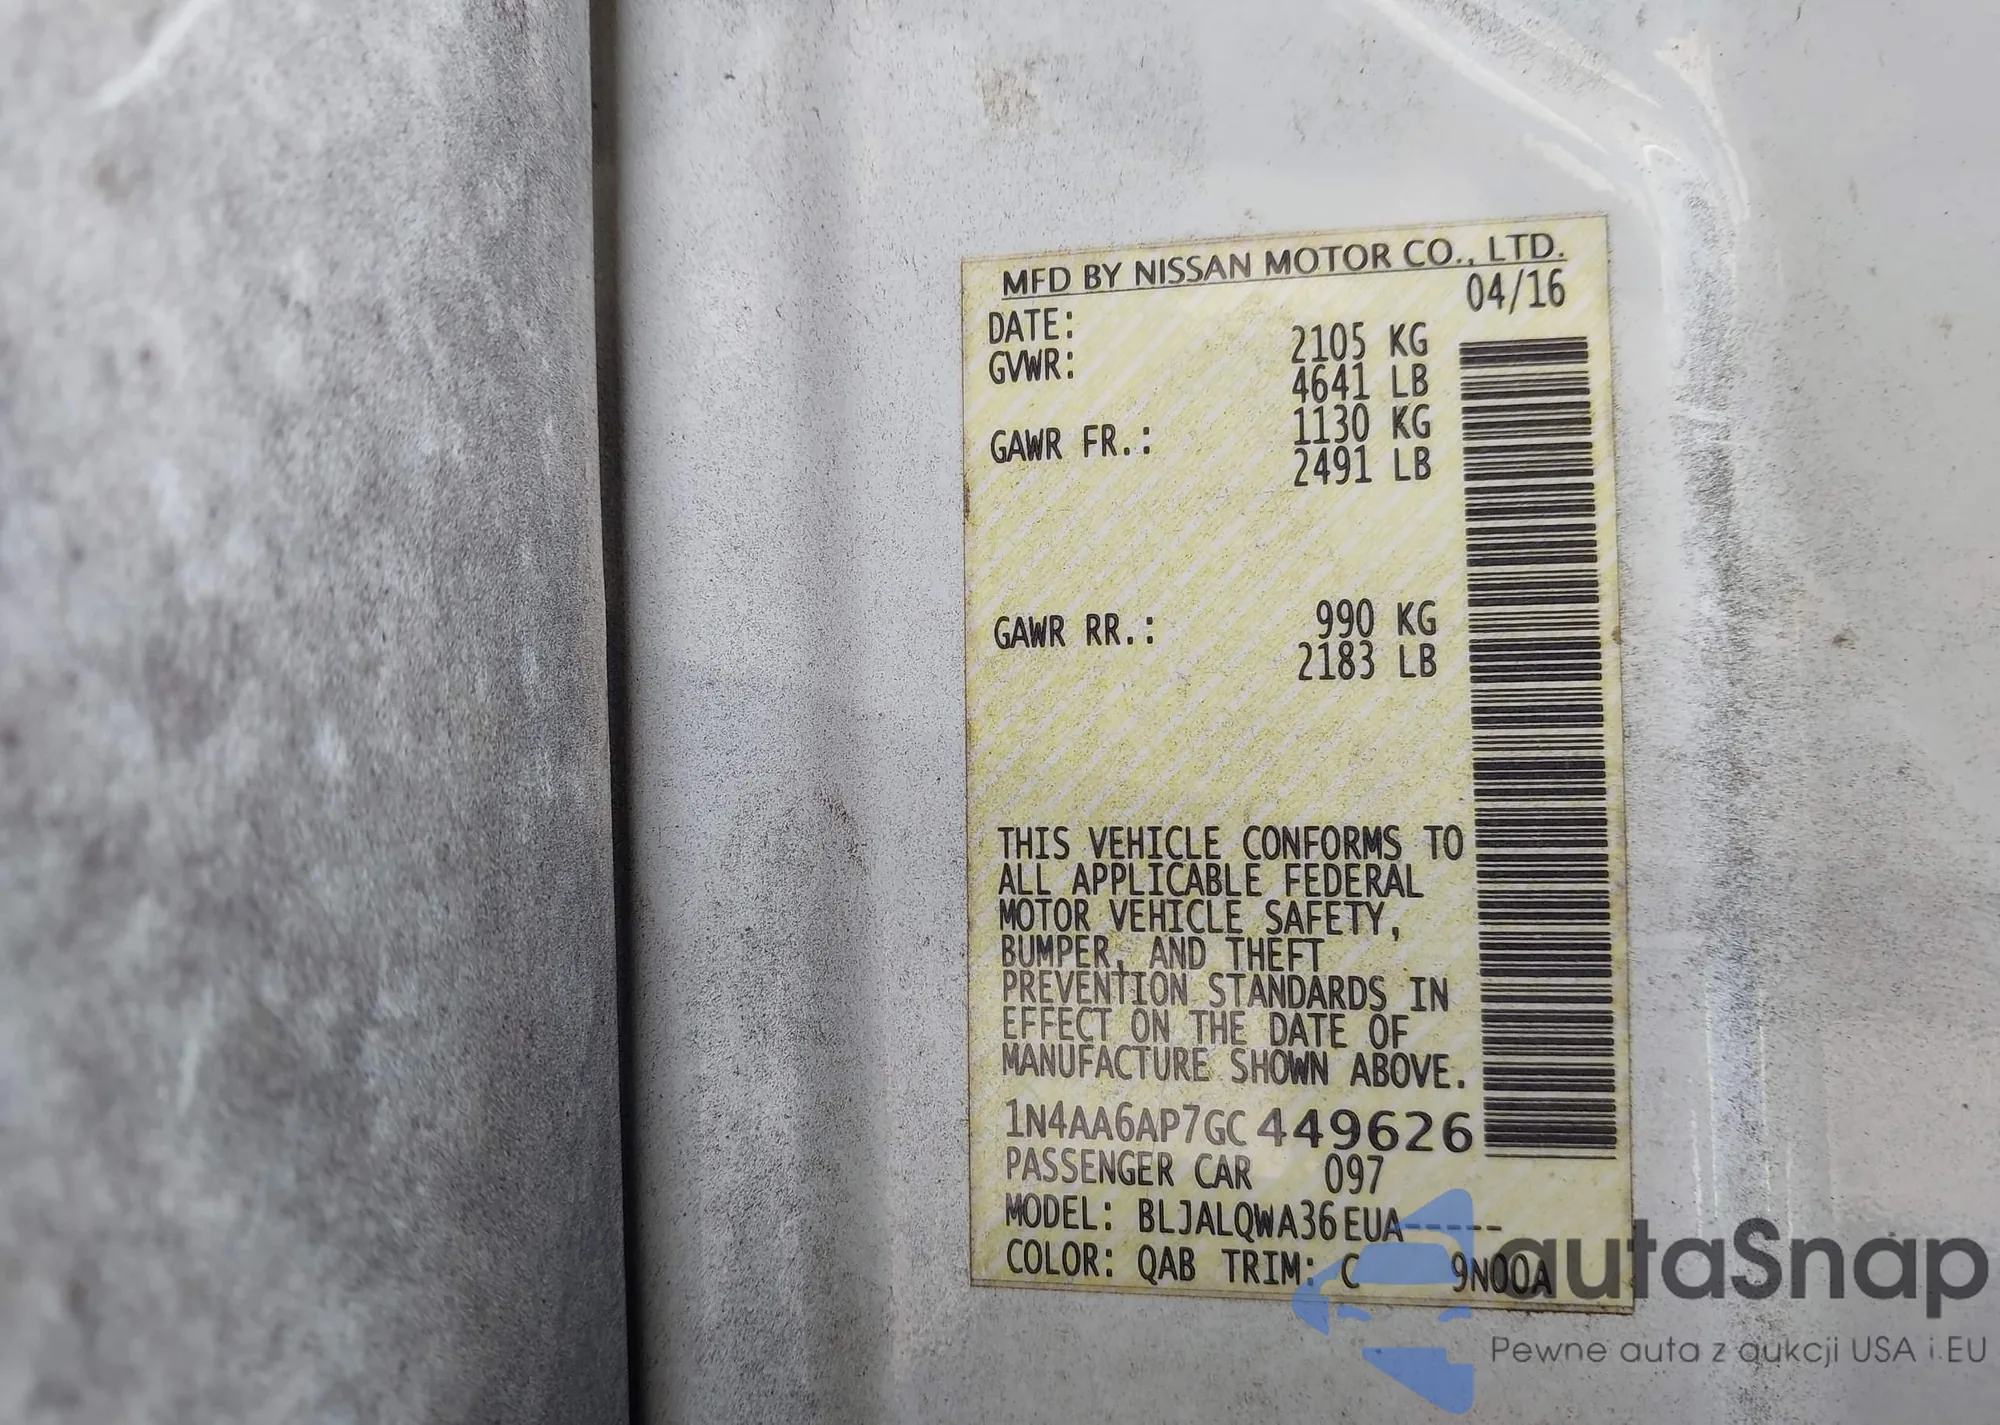 MFD BY NISSAN MOTOR CO., LTD.
DATE: 04/16
GVWR: 2105 KG
4641 LB
GAWR FR.: 1130 KG
2491 LB
GAWR RR.: 990 KG
2183 LB
THIS VEHICLE CONFORMS TO
ALL APPLICABLE FEDERAL
MOTOR VEHICLE SAFETY,
BUMPER, AND THEFT
PREVENTION STANDARDS IN
EFFECT ON THE DATE OF
MANUFACTURE SHOWN ABOVE.
1N4AA6AP7GC449626
PASSENGER CAR 097
MODEL: BLJALQWA36EUA-----
COLOR: QAB TRIM: C 9N00A
autaSnap
Pewne auta z aukcji USA i EU